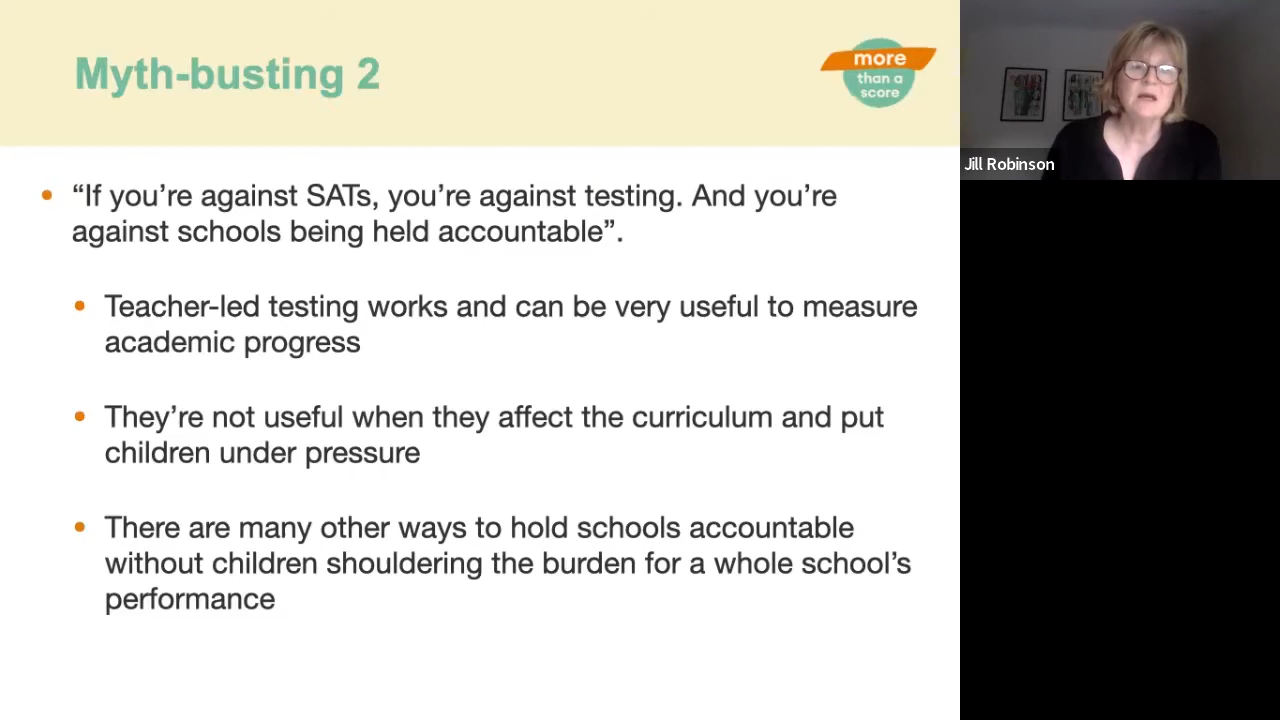 Myth-busting 2
more
than a
score
Jill Robinson
• “If you’re against SATs, you’re against testing. And you’re
against schools being held accountable”.
• Teacher-led testing works and can be very useful to measure
academic progress
• They’re not useful when they affect the curriculum and put
children under pressure
• There are many other ways to hold schools accountable
without children shouldering the burden for a whole school’s
performance